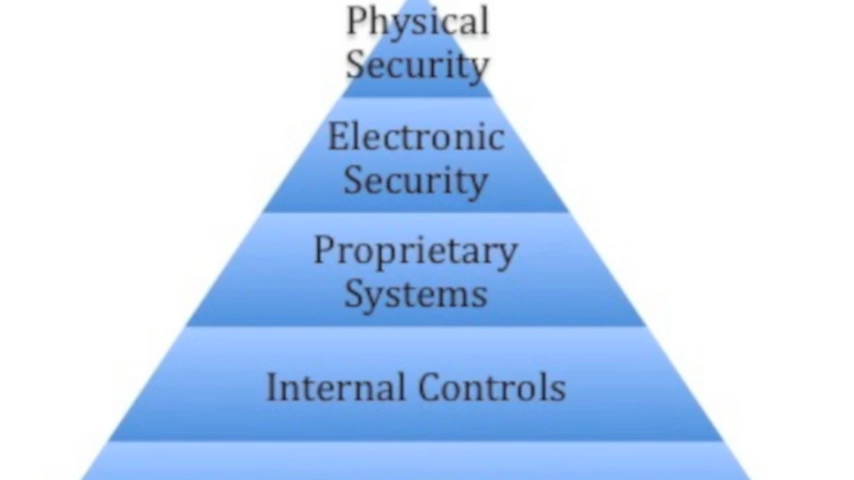 Physical
Security
Electronic
Security
Proprietary
Systems
Internal Controls